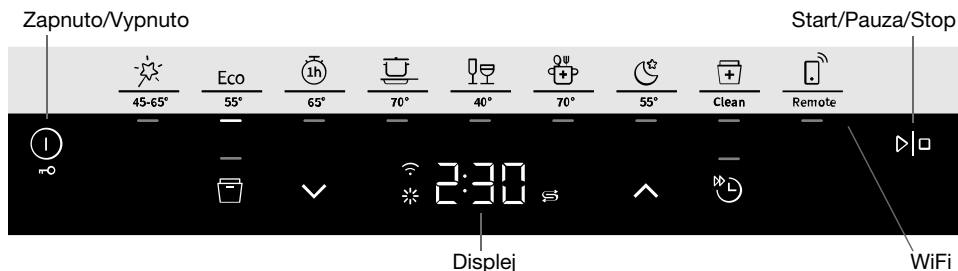 Zapnuto/Vypnuto Start/Pauza/Stop
Eco 1h
45-65° 55° 65° 70° 40° 70° 55° Clean Remote
2:30
Displej WiFi